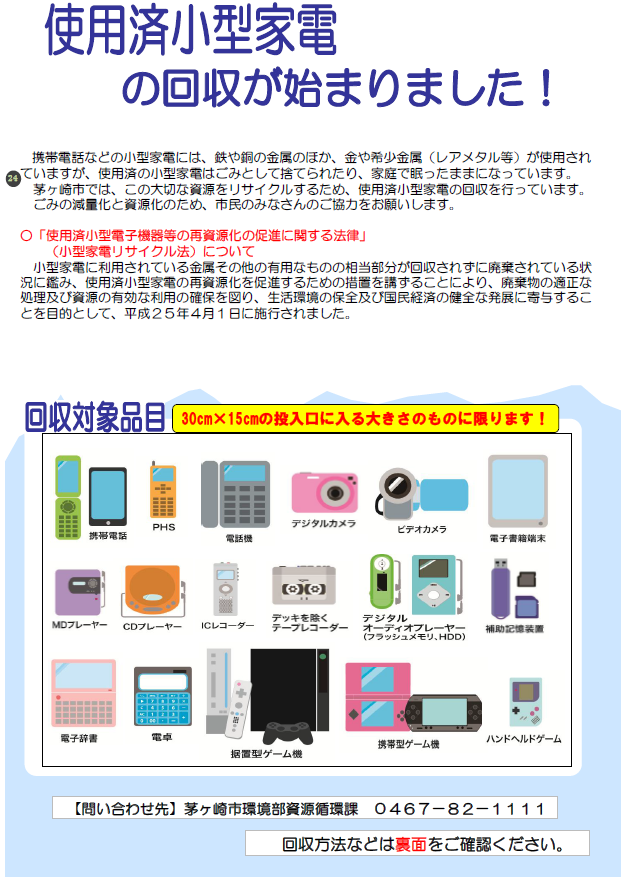 使用済小型家電
の回収が始まりました！
携帯電話などの小型家電には、鉄や銅の金属のほか、金や希少金属（レアメタル等）が使用され
24
ていますが、使用済の小型家電はごみとして捨てられたり、家庭で眠ったままになっています。
茅ヶ崎市では、この大切な資源をリサイクルするため、使用済小型家電の回収を行っています。
ごみの減量化と資源化のため、市民のみなさんのご協力をお願いします。
〇「使用済小型電子機器等の再資源化の促進に関する法律」
（小型家電リサイクル法）について
小型家電に利用されている金属その他の有用なものの相当部分が回収されずに廃棄されている状
況に鑑み、使用済小型家電の再資源化を促進するための措置を講ずることにより、廃棄物の適正な
処理及び資源の有効な利用の確保を図り、生活環境の保全及び国民経済の健全な発展に寄与するこ
とを目的として、平成２５年４月１日に施行されました。
回収対象品目
30cm×15cmの投入口に入る大きさのものに限ります！
携帯電話
PHS
電話機
デジタルカメラ
ビデオカメラ
電子書籍端末
MDプレーヤー
CDプレーヤー
ICレコーダー
デッキを除く
テープレコーダー
デジタル
オーディオプレーヤー
（フラッシュメモリ、HDD）
補助記憶装置
電子辞書
電卓
据置型ゲーム機
携帯型ゲーム機
ハンドヘルドゲーム
【問い合わせ先】茅ヶ崎市環境部資源循環課　０４６７－８２－１１１１
回収方法などは裏面をご確認ください。